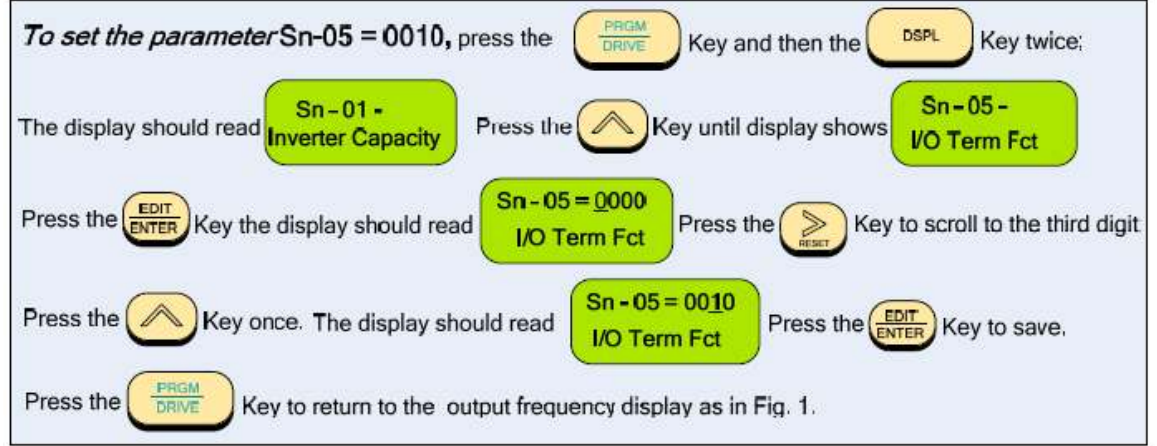 To set the parameter Sn-05 = 0010, press the PRGM DRIVE Key and then the DSPL Key twice;
The display should read Sn-01- Inverter Capacity Press the Key until display shows Sn-05- I/O Term Fct
Press the EDIT ENTER Key the display should read Sn-05 = 0000 I/O Term Fct Press the RESET Key to scroll to the third digit
Press the Key once. The display should read Sn-05 = 0010 I/O Term Fct Press the EDIT ENTER Key to save.
Press the PRGM DRIVE Key to return to the output frequency display as in Fig. 1.